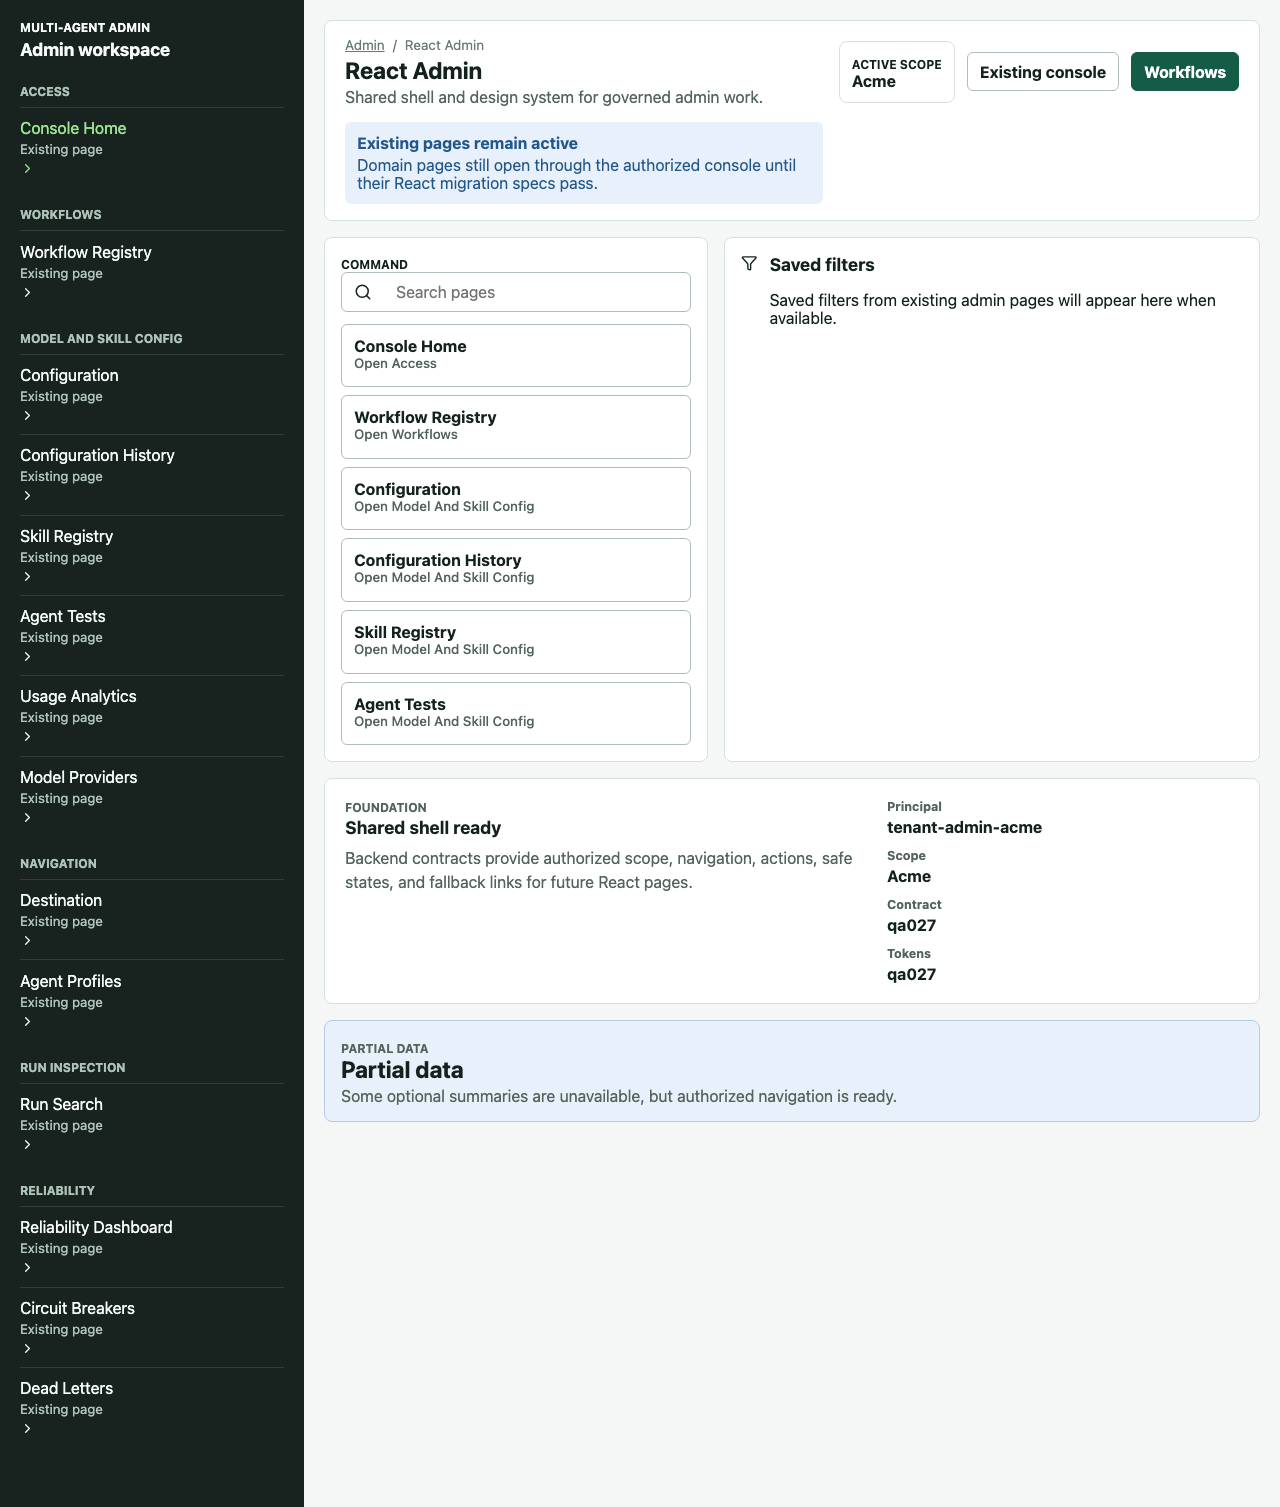 MULTI-AGENT ADMIN
Admin workspace
ACCESS
Console Home
Existing page
WORKFLOWS
Workflow Registry
Existing page
MODEL AND SKILL CONFIG
Configuration
Existing page
Configuration History
Existing page
Skill Registry
Existing page
Agent Tests
Existing page
Usage Analytics
Existing page
Model Providers
Existing page
NAVIGATION
Destination
Existing page
Agent Profiles
Existing page
RUN INSPECTION
Run Search
Existing page
RELIABILITY
Reliability Dashboard
Existing page
Circuit Breakers
Existing page
Dead Letters
Existing page
Admin / React Admin
React Admin
Shared shell and design system for governed admin work.
Existing pages remain active
Domain pages still open through the authorized console until
their React migration specs pass.
ACTIVE SCOPE
Acme
Existing console
Workflows
COMMAND
Search pages
Console Home
Open Access
Workflow Registry
Open Workflows
Configuration
Open Model And Skill Config
Configuration History
Open Model And Skill Config
Skill Registry
Open Model And Skill Config
Agent Tests
Open Model And Skill Config
Saved filters
Saved filters from existing admin pages will appear here when
available.
FOUNDATION
Shared shell ready
Backend contracts provide authorized scope, navigation, actions, safe
states, and fallback links for future React pages.
Principal
tenant-admin-acme
Scope
Acme
Contract
qa027
Tokens
qa027
PARTIAL DATA
Partial data
Some optional summaries are unavailable, but authorized navigation is ready.